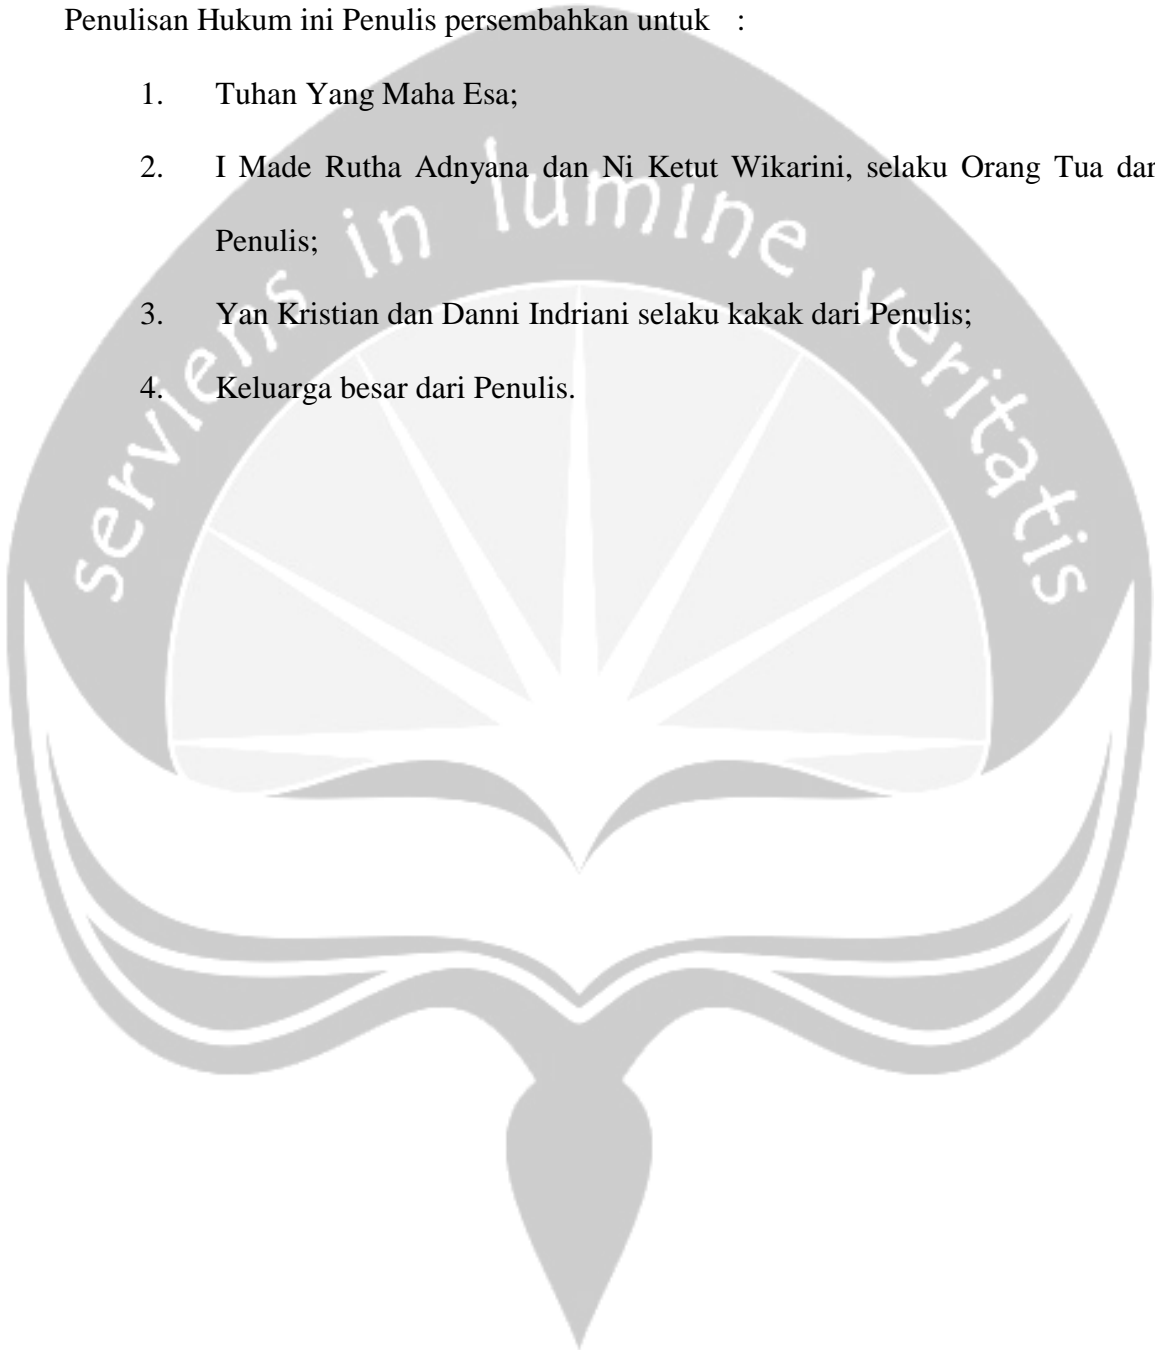 Penulisan Hukum ini Penulis persembahkan untuk :
1. Tuhan Yang Maha Esa;
2. I Made Rutha Adnyana dan Ni Ketut Wikarini, selaku Orang Tua dar
Penulis;
3. Yan Kristian dan Danni Indriani selaku kakak dari Penulis;
4. Keluarga besar dari Penulis.
serviens in lumine veritatis